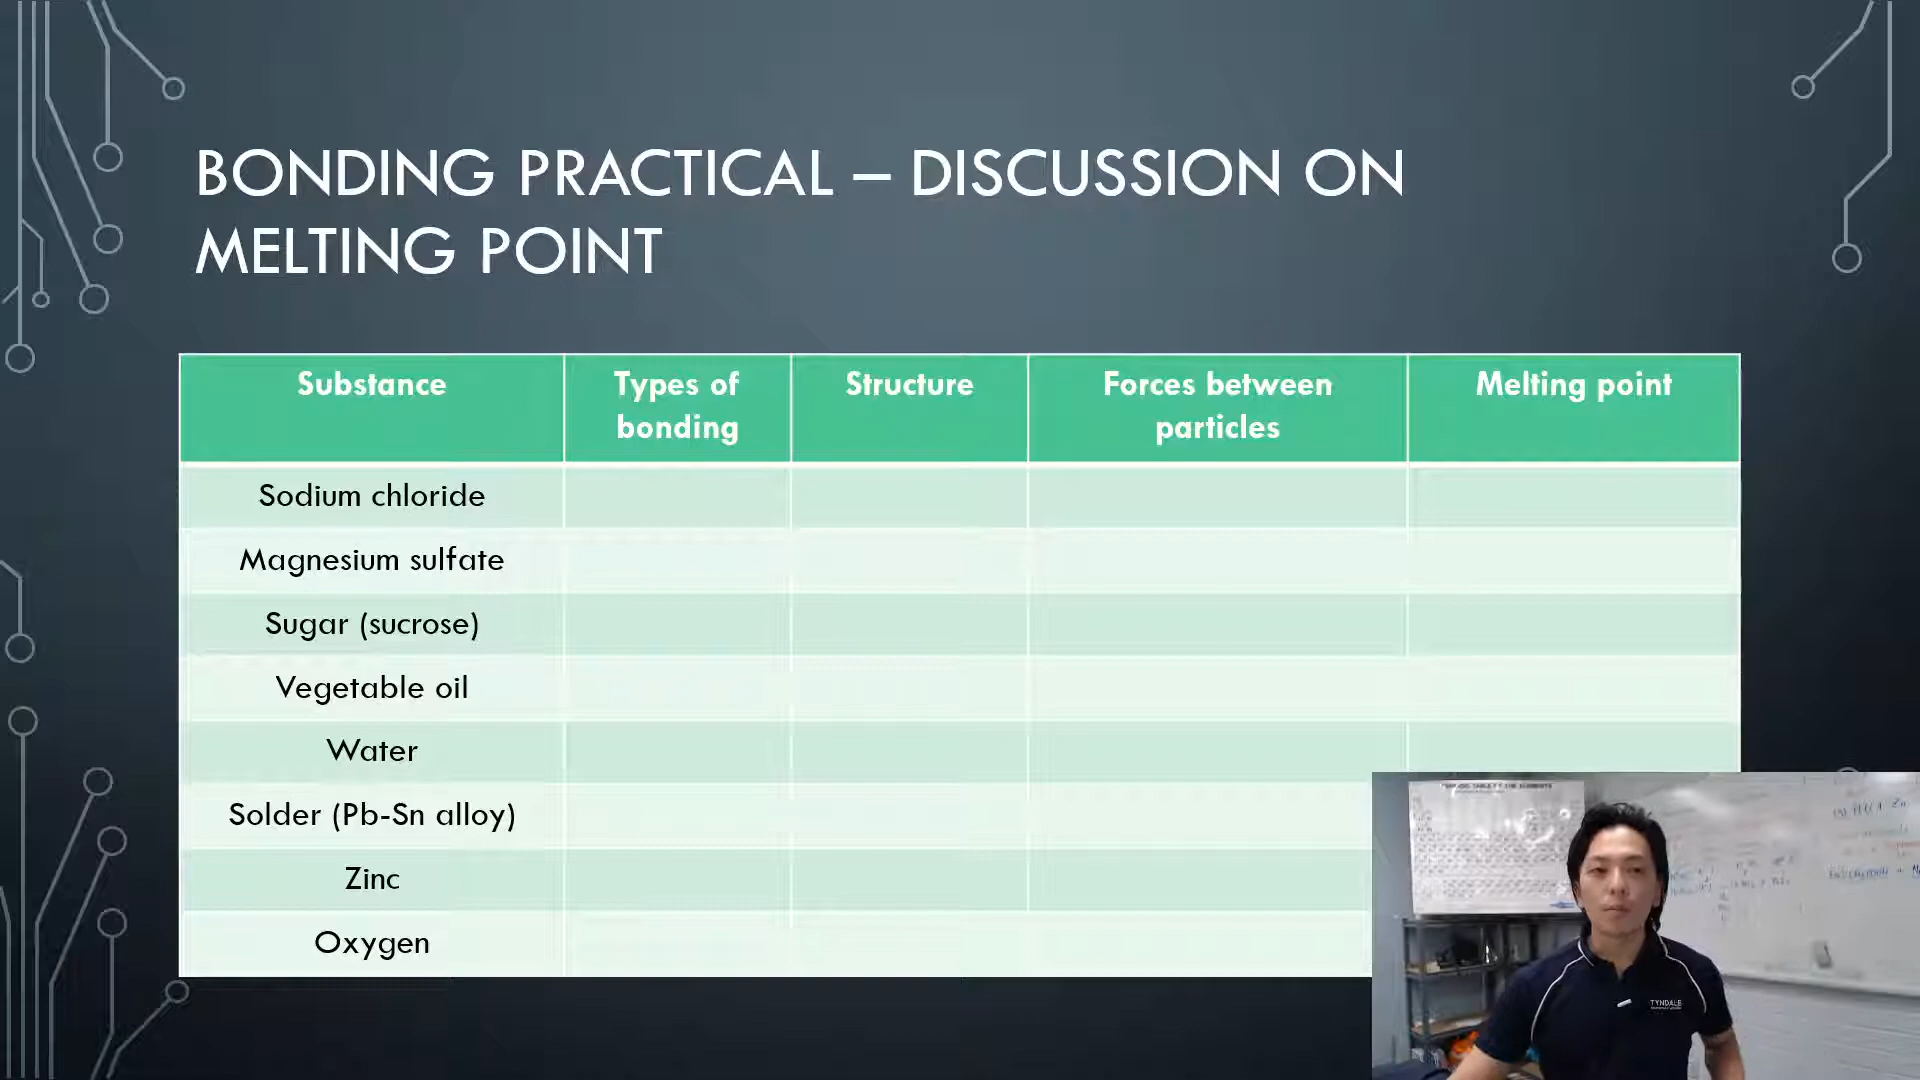 BONDING PRACTICAL – DISCUSSION ON
MELTING POINT
Substance
Types of
bonding
Structure
Forces between
particles
Melting point
Sodium chloride
Magnesium sulfate
Sugar (sucrose)
Vegetable oil
Water
Solder (Pb-Sn alloy)
Zinc
Oxygen
TYNDALE